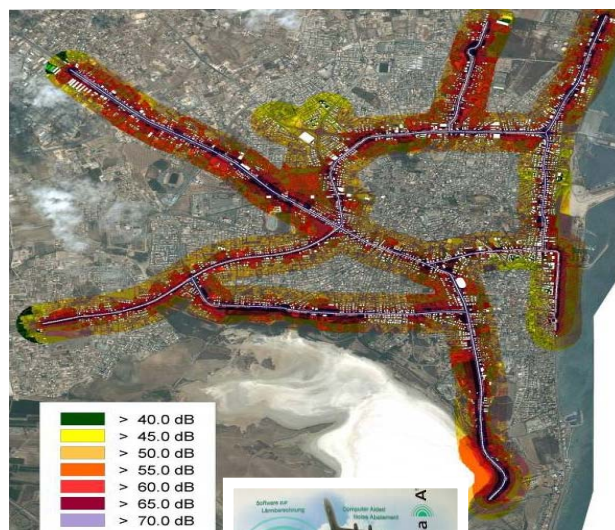 > 40.0 dB
> 45.0 dB
> 50.0 dB
> 55.0 dB
> 60.0 dB
> 65.0 dB
> 70.0 dB
Software zur
Lärmberechnung
Computer Aided
Noise Abatement
a A